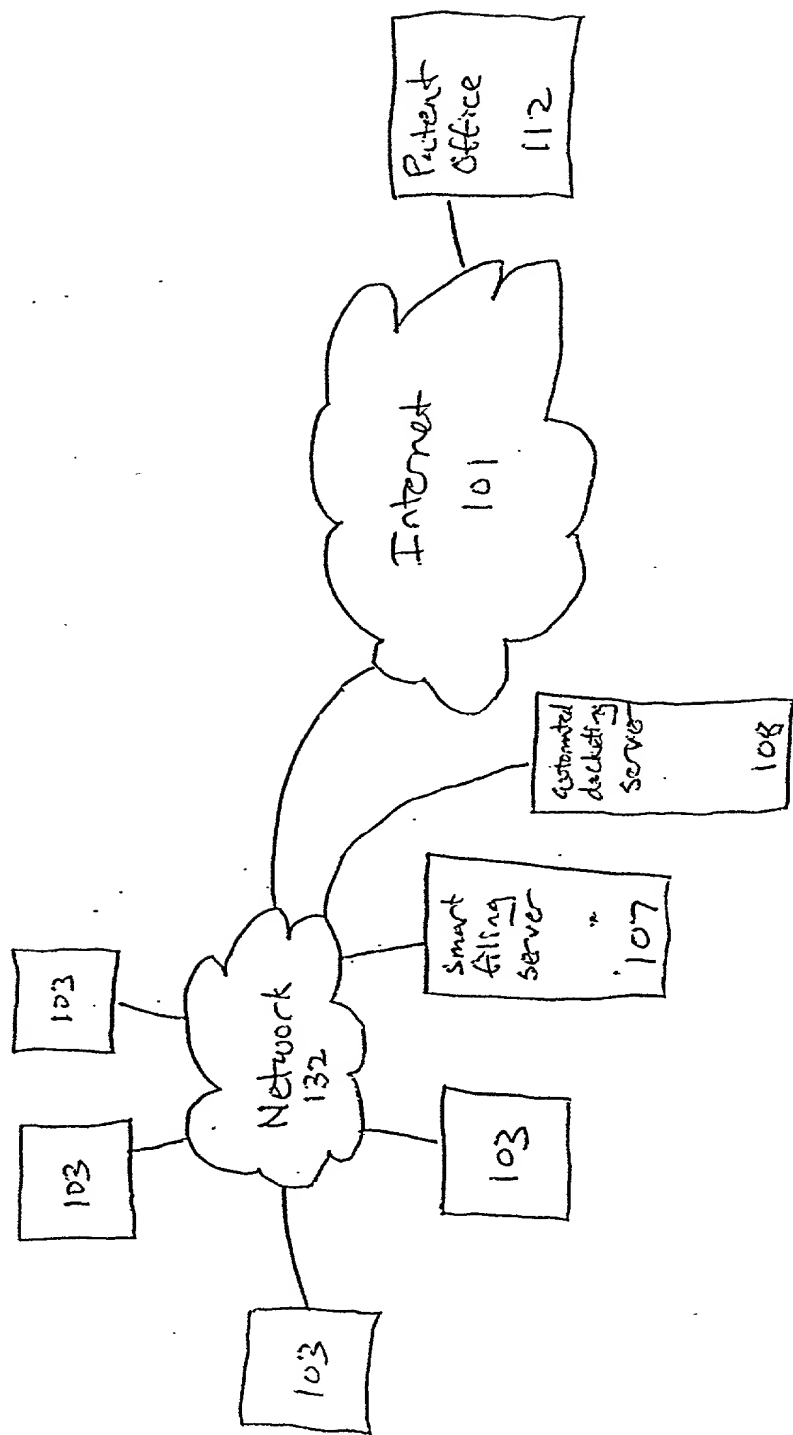 103
103
103
103
Network
132
Smart
filing
server
107
automated
docketing
server
108
Internet
101
Patent
Office
112